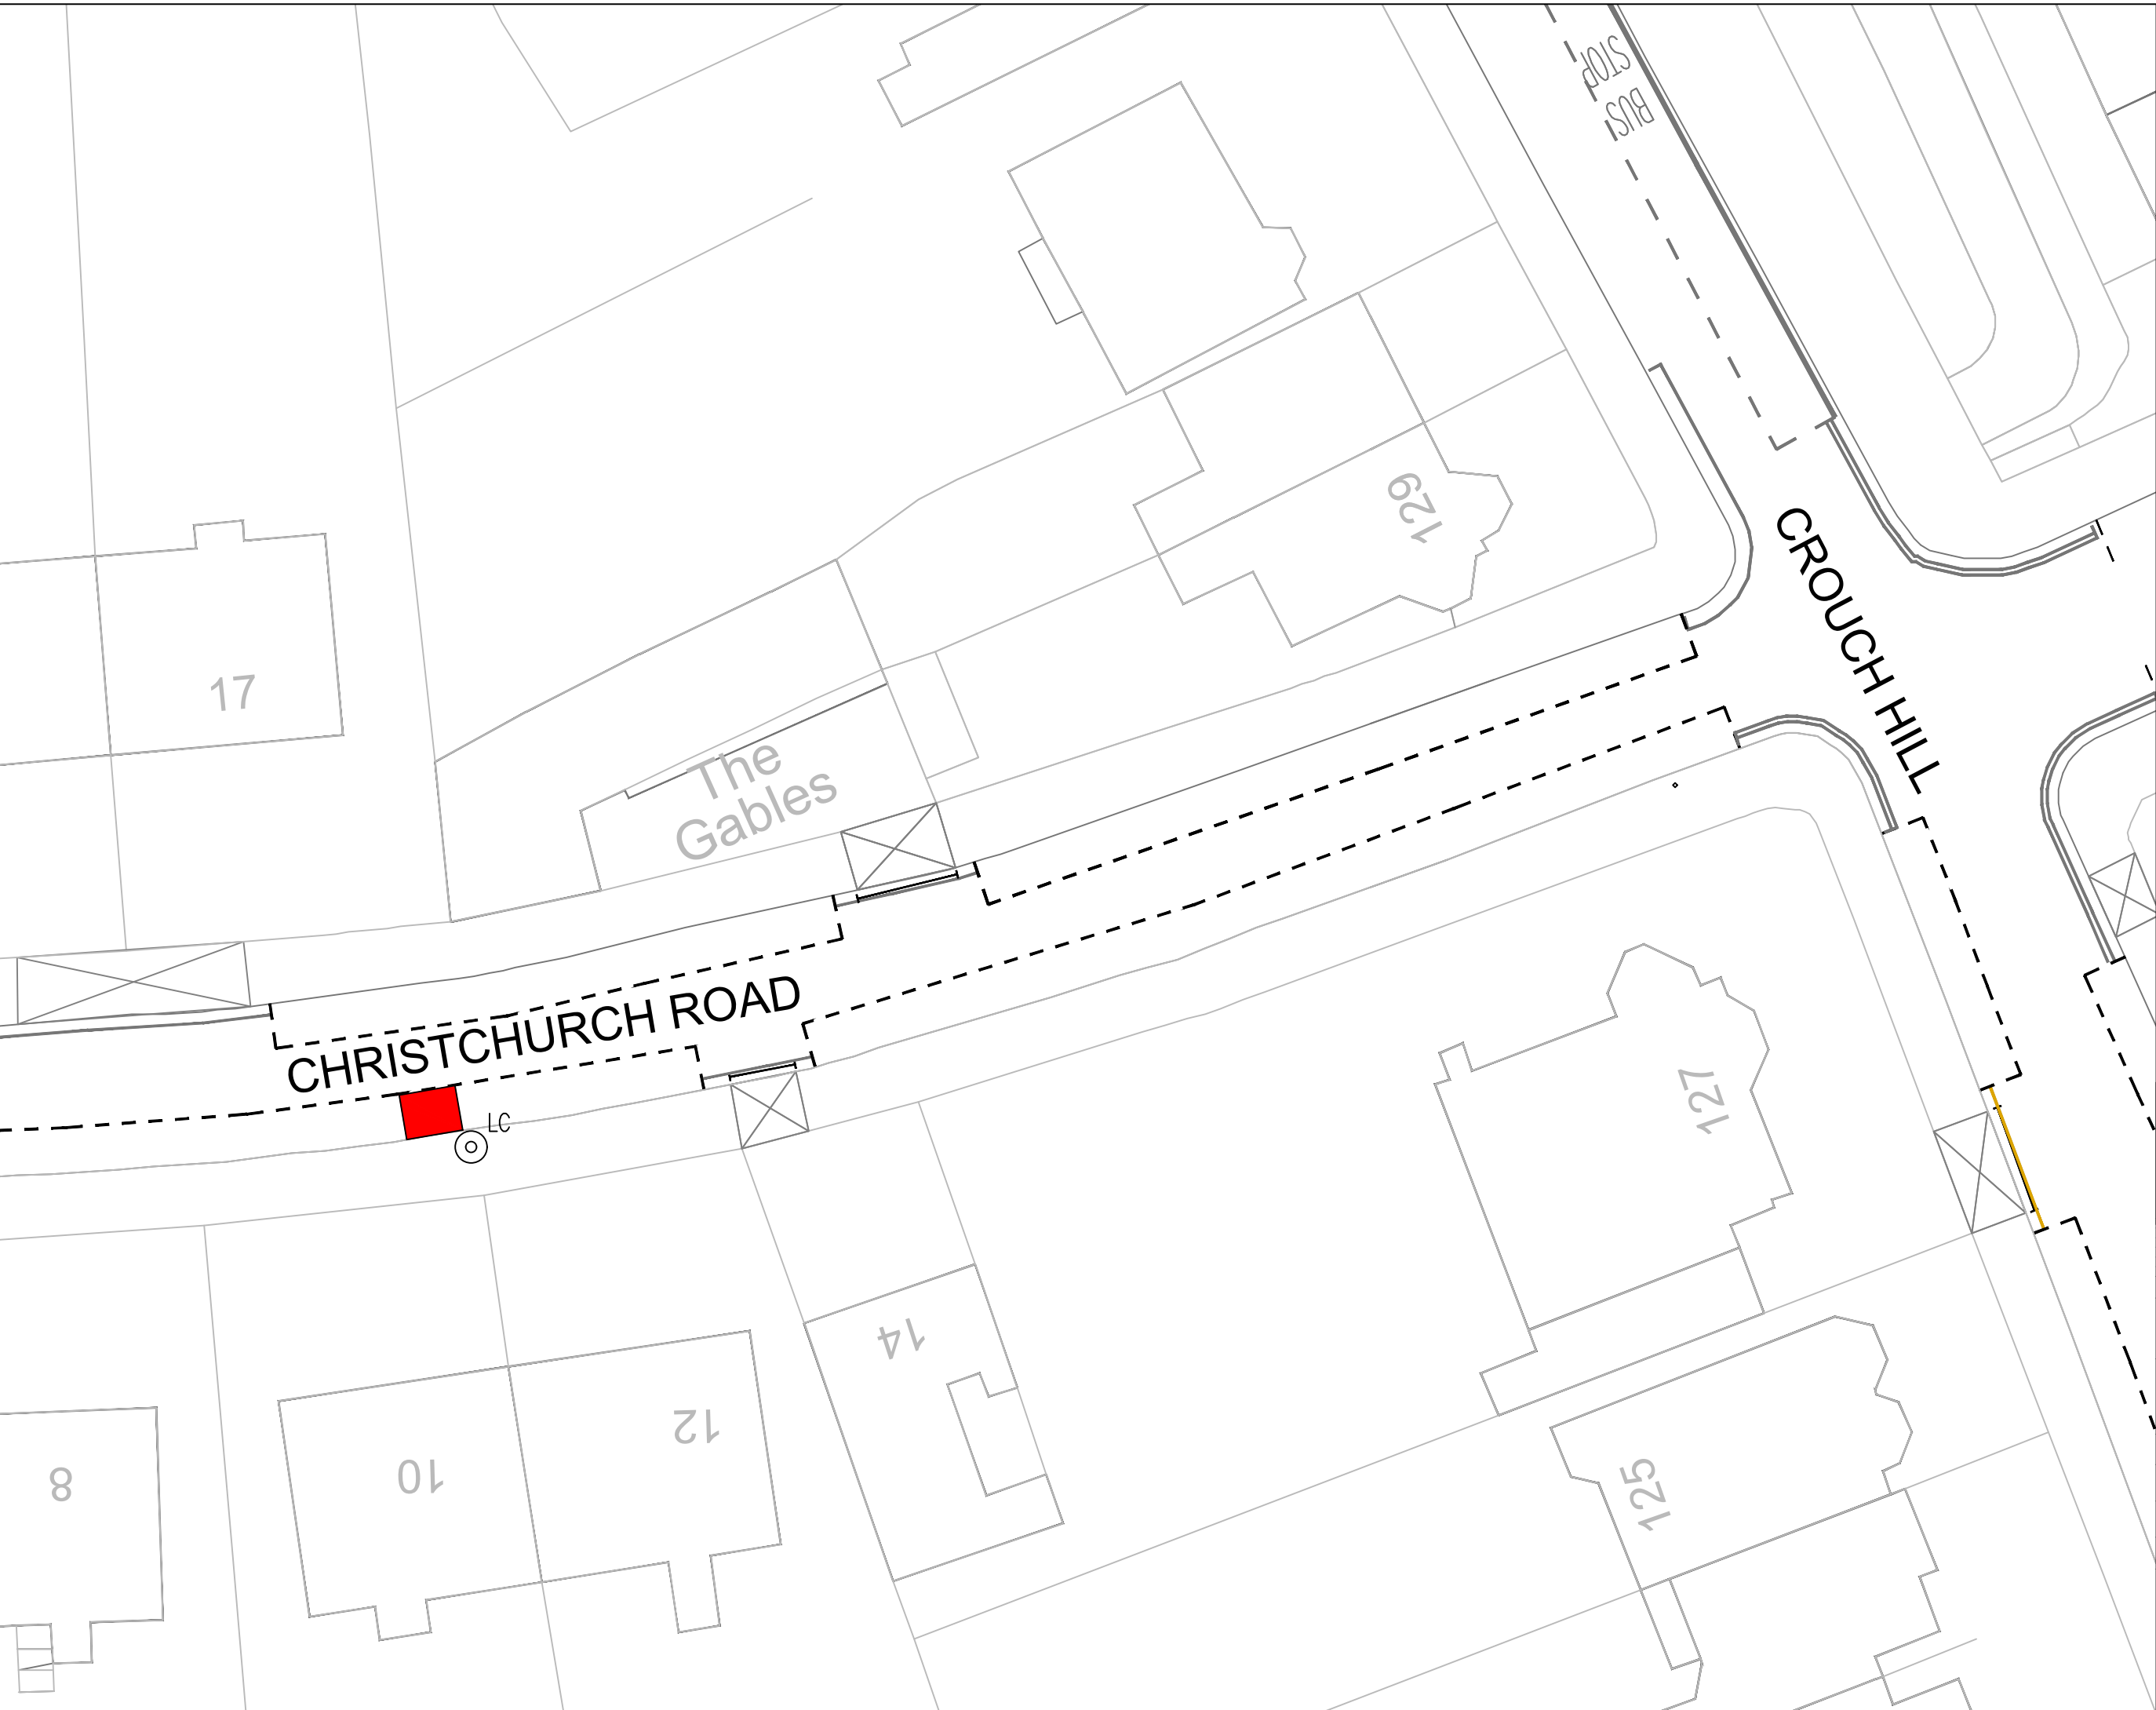 BUS
STOP
129
CROUCH HILL
17
The
Gables
CHRISTCHURCH ROAD
LC
127
14
12
10
8
125